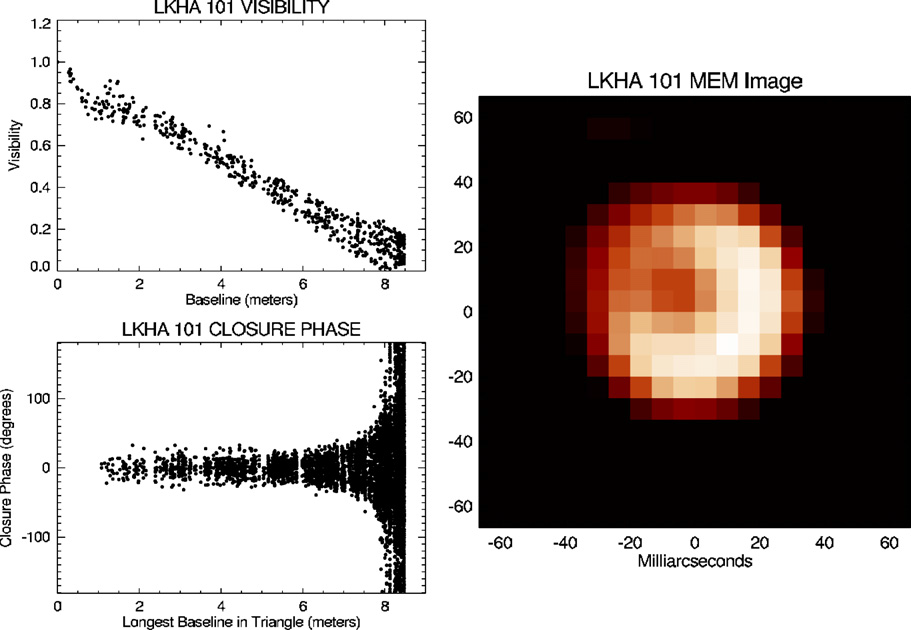 LKHA 101 VISIBILITY
1.2
1.0
0.8
0.6
0.4
0.2
0.0
Visibility
0 2 4 6 8
Baseline (meters)
LKHA 101 CLOSURE PHASE
100
0
-100
Closure Phase (degrees)
0 2 4 6 8
Longest Baseline in Triangle (meters)
LKHA 101 MEM Image
60
40
20
0
-20
-40
-60
-60 -40 -20 0 20 40 60
Milliarcseconds